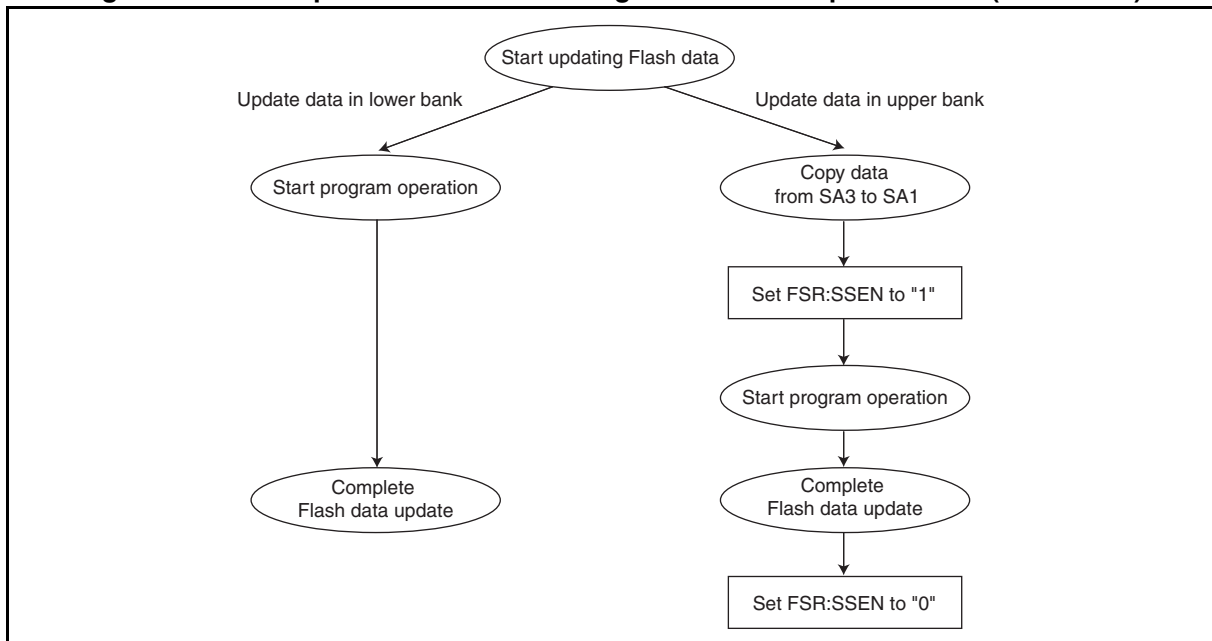 Start updating Flash data
Update data in lower bank
Update data in upper bank
Start program operation
Copy data
from SA3 to SA1
Set FSR:SSEN to "1"
Start program operation
Complete
Flash data update
Complete
Flash data update
Set FSR:SSEN to "0"